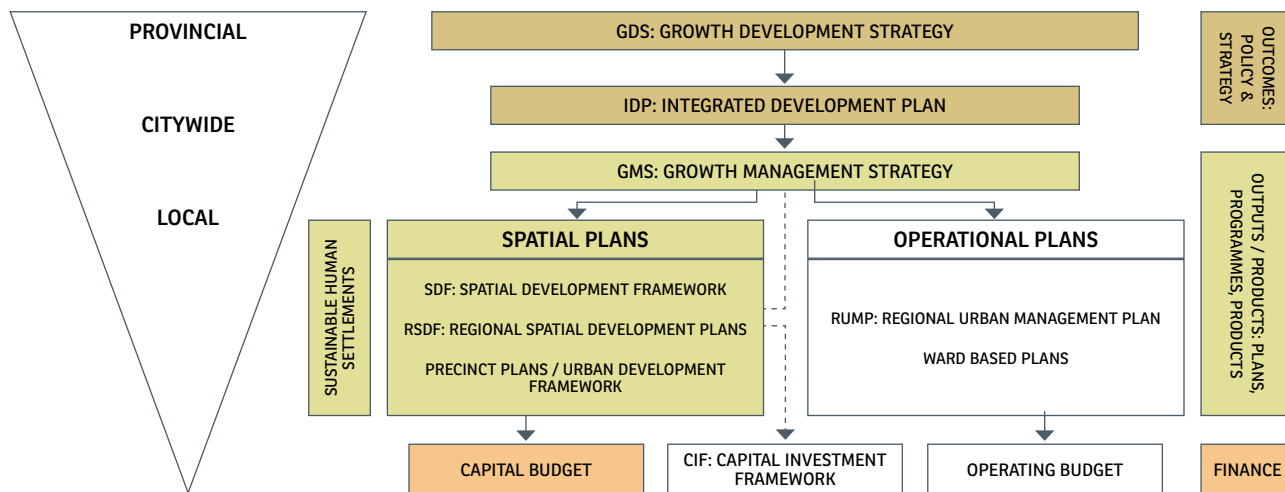 PROVINCIAL
CITYWIDE
LOCAL
GDS: GROWTH DEVELOPMENT STRATEGY
IDP: INTEGRATED DEVELOPMENT PLAN
GMS: GROWTH MANAGEMENT STRATEGY
SUSTAINABLE HUMAN
SETTLEMENTS
SPATIAL PLANS
SDF: SPATIAL DEVELOPMENT FRAMEWORK
RSDF: REGIONAL SPATIAL DEVELOPMENT PLANS
PRECINCT PLANS / URBAN DEVELOPMENT
FRAMEWORK
OPERATIONAL PLANS
RUMP: REGIONAL URBAN MANAGEMENT PLAN
WARD BASED PLANS
CAPITAL BUDGET
CIF: CAPITAL INVESTMENT
FRAMEWORK
OPERATING BUDGET
OUTCOMES:
POLICY &
STRATEGY
OUTPUTS / PRODUCTS: PLANS,
PROGRAMMES, PRODUCTS
FINANCE